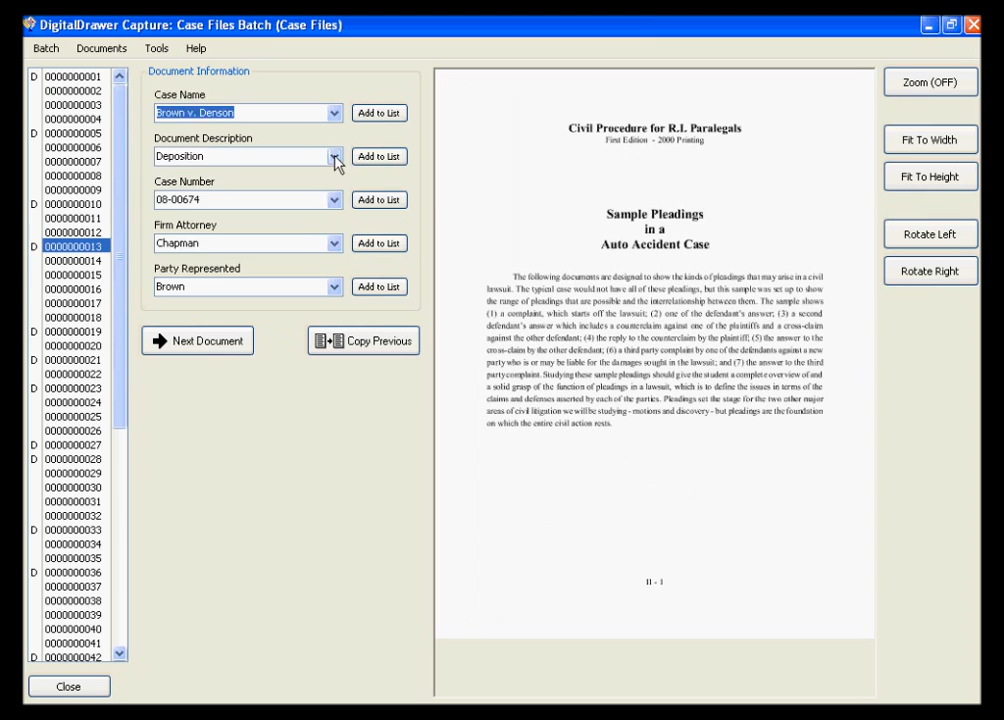 DigitalDrawer Capture: Case Files Batch (Case Files)
Batch Documents Tools Help
D 0000000001
0000000002
0000000003
0000000004
D 0000000005
0000000006
0000000007
0000000008
0000000009
D 0000000010
0000000011
0000000012
D 0000000013
0000000014
0000000015
0000000016
0000000017
0000000018
D 0000000019
0000000020
D 0000000021
0000000022
D 0000000023
0000000024
0000000025
0000000026
D 0000000027
D 0000000028
0000000029
0000000030
0000000031
0000000032
D 0000000033
0000000034
0000000035
D 0000000036
0000000037
0000000038
0000000039
0000000040
0000000041
D 0000000042
Close
Document Information
Case Name
Brown v. Denson Add to List
Document Description
Deposition Add to List
Case Number
08-00674 Add to List
Firm Attorney
Chapman Add to List
Party Represented
Brown Add to List
Next Document Copy Previous
Civil Procedure for R.I. Paralegals
First Edition - 2000 Printing
Sample Pleadings
in a
Auto Accident Case
The following documents are designed to show the kinds of pleadings that may arise in a civil
lawsuit. The typical case would not have all of these pleadings, but this sample was set up to show
the range of pleadings that are possible and the interrelationship between them. The sample shows
(1) a complaint, which starts off the lawsuit; (2) one of the defendant's answer; (3) a second
defendant's answer which includes a counterclaim against one of the plaintiffs and a cross-claim
against the other defendant; (4) the reply to the counterclaim by the plaintiff; (5) the answer to the
cross-claim by the other defendant; (6) a third party complaint by one of the defendants against a new
party who is or may be liable for the damages sought in the lawsuit; and (7) the answer to the third
party complaint. Studying these sample pleadings should give the student a complete overview of and
a solid grasp of the function of pleadings in a lawsuit, which is to define the issues in terms of the
claims and defenses asserted by each of the parties. Pleadings set the stage for the two other major
areas of civil litigation we will be studying - motions and discovery - but pleadings are the foundation
on which the entire civil action rests.
II - 1
Zoom (OFF)
Fit To Width
Fit To Height
Rotate Left
Rotate Right